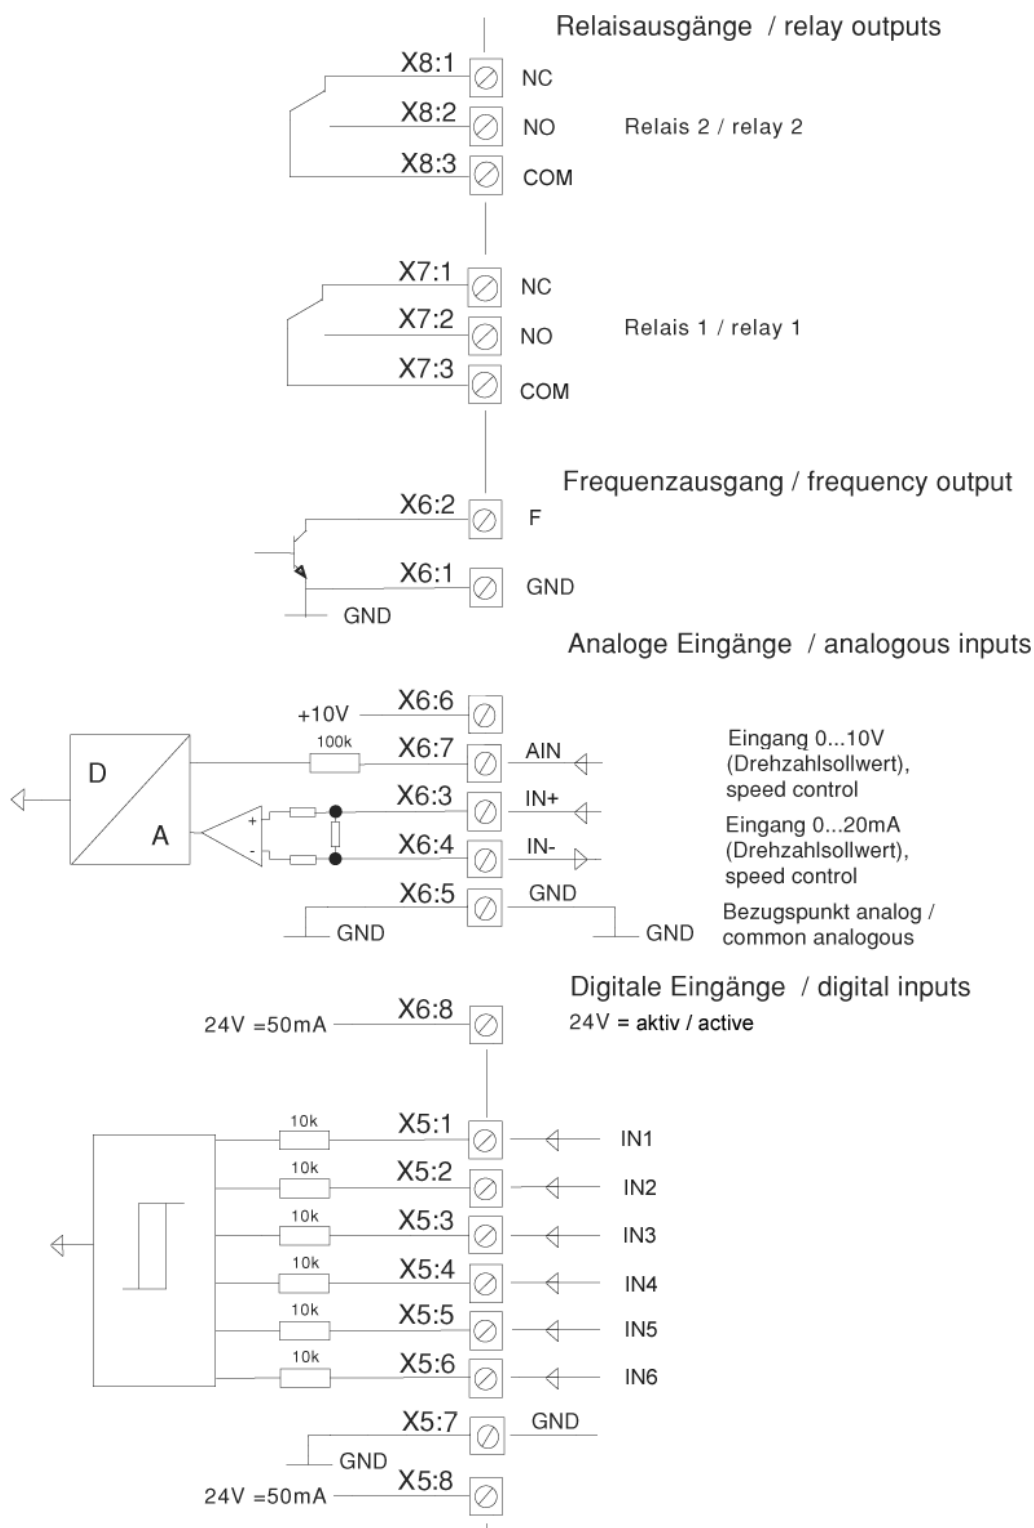 Relaisausgänge / relay outputs
X8:1 NC
X8:2 NO Relais 2 / relay 2
X8:3 COM
X7:1 NC
X7:2 NO Relais 1 / relay 1
X7:3 COM
Frequenzausgang / frequency output
X6:2 F
X6:1 GND
GND
Analoge Eingänge / analogous inputs
+10V X6:6
100k X6:7 AIN
Eingang 0...10V
(Drehzahlsollwert),
speed control
D
A
+
-
X6:3 IN+
X6:4 IN-
Eingang 0...20mA
(Drehzahlsollwert),
speed control
X6:5 GND
GND
GND
Bezugspunkt analog /
common analogous
Digitale Eingänge / digital inputs
24V = aktiv / active
24V =50mA X6:8
10k X5:1 IN1
10k X5:2 IN2
10k X5:3 IN3
10k X5:4 IN4
10k X5:5 IN5
10k X5:6 IN6
X5:7 GND
GND
24V =50mA X5:8